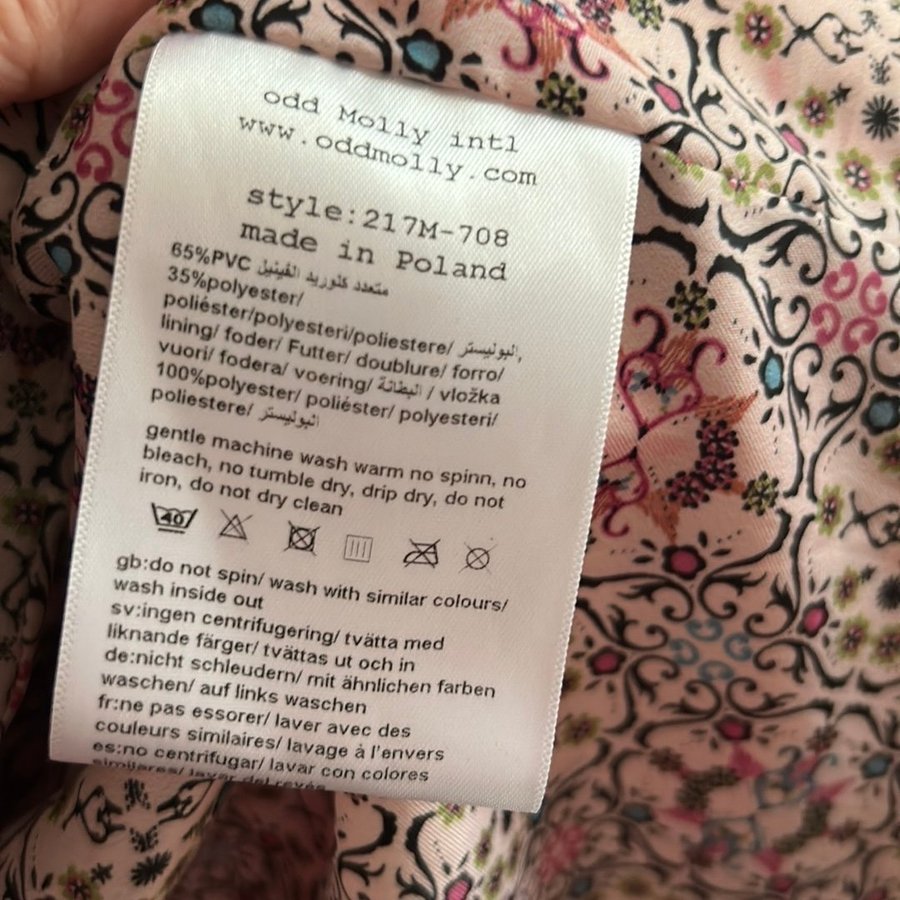 odd Molly intl
www.oddmolly.com
style:217M-708
made in Poland
65%PVC متعدد كلوريد الفينيل
35%polyester/
poliéster/polyesteri/poliestere/ البوليستر,
lining/ foder/ Futter/ doublure/ forro/
vuori/ fodera/ voering/ البطانة / vložka
100%polyester/ poliéster/ polyesteri/
poliestere/ البوليستر
gentle machine wash warm no spinn, no
bleach, no tumble dry, drip dry, do not
iron, do not dry clean
40
gb:do not spin/ wash with similar colours/
wash inside out
sv:ingen centrifugering/ tvätta med
liknande färger/ tvättas ut och in
de:nicht schleudern/ mit ähnlichen farben
waschen/ auf links waschen
fr:ne pas essorer/ laver avec des
couleurs similaires/ lavage à l'envers
es:no centrifugar/ lavar con colores
similares/ lavar del revés